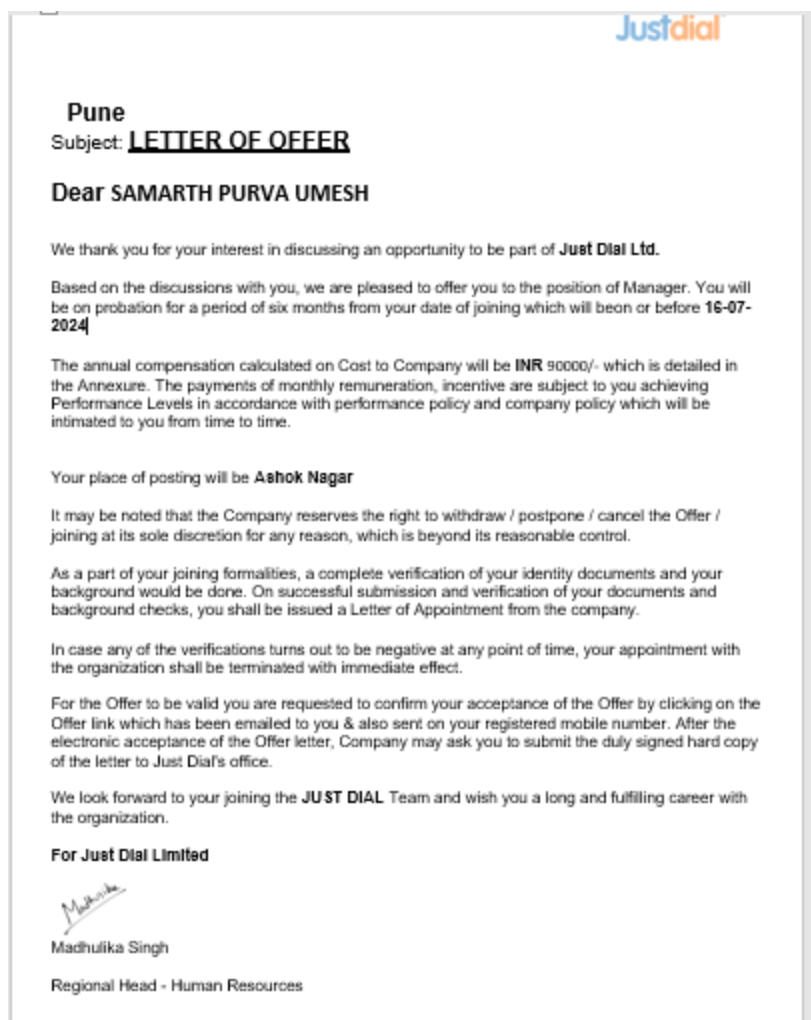 Justdial
Pune
Subject: LETTER OF OFFER
Dear SAMARTH PURVA UMESH
We thank you for your interest in discussing an opportunity to be part of Just Dial Ltd.
Based on the discussions with you, we are pleased to offer you to the position of Manager. You will
be on probation for a period of six months from your date of joining which will beon or before 16-07-
2024
The annual compensation calculated on Cost to Company will be INR 90000/- which is detailed in
the Annexure. The payments of monthly remuneration, incentive are subject to you achieving
Performance Levels in accordance with performance policy and company policy which will be
intimated to you from time to time.
Your place of posting will be Ashok Nagar
It may be noted that the Company reserves the right to withdraw / postpone / cancel the Offer /
joining at its sole discretion for any reason, which is beyond its reasonable control.
As a part of your joining formalities, a complete verification of your identity documents and your
background would be done. On successful submission and verification of your documents and
background checks, you shall be issued a Letter of Appointment from the company.
In case any of the verifications turns out to be negative at any point of time, your appointment with
the organization shall be terminated with immediate effect.
For the Offer to be valid you are requested to confirm your acceptance of the Offer by clicking on the
Offer link which has been emailed to you & also sent on your registered mobile number. After the
electronic acceptance of the Offer letter, Company may ask you to submit the duly signed hard copy
of the letter to Just Dial's office.
We look forward to your joining the JUST DIAL Team and wish you a long and fulfilling career with
the organization.
For Just Dial Limited
Madhulika
Madhulika Singh
Regional Head - Human Resources